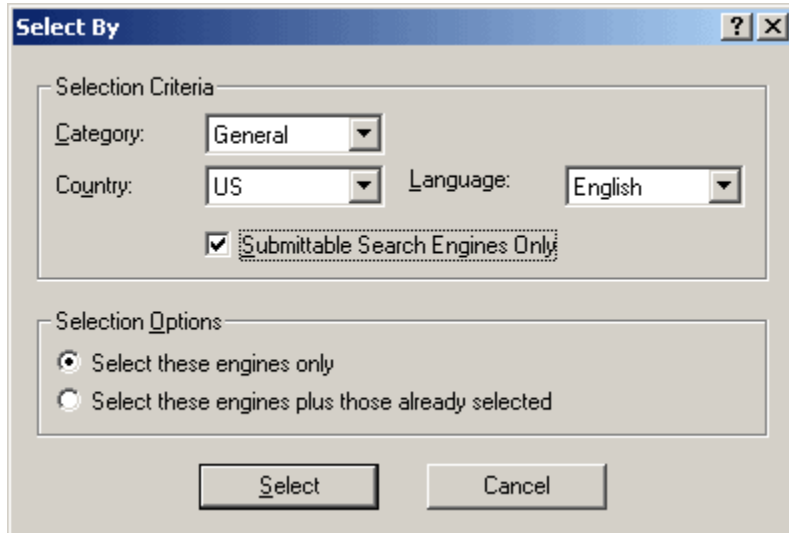 Select By
Selection Criteria
Category: General
Country: US Language: English
Submittable Search Engines Only
Selection Options
Select these engines only
Select these engines plus those already selected
Select Cancel